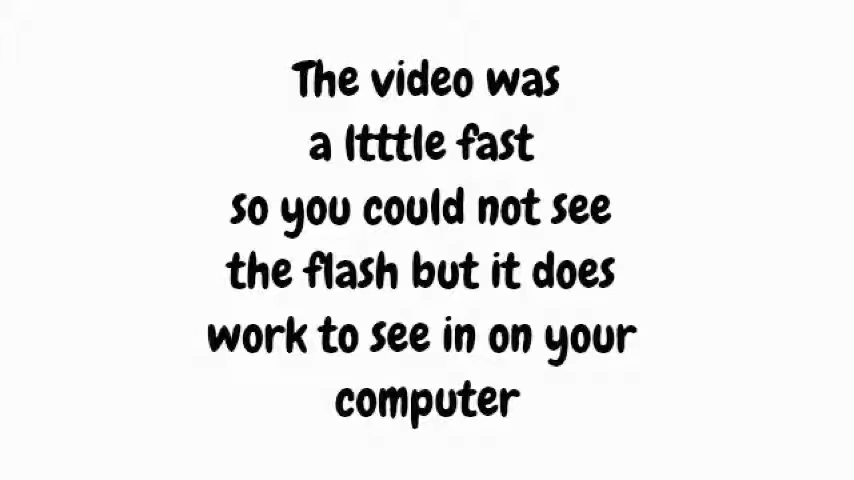 The video was
a ltttle fast
so you could not see
the flash but it does
work to see in on your
computer